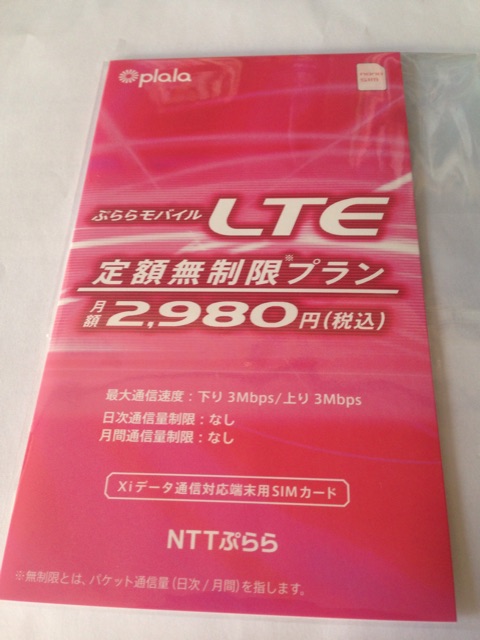 plala
nano
SIM
ぷららモバイル LTE
定額無制限※プラン
月額 2,980円(税込)
最大通信速度：下り 3Mbps/上り 3Mbps
日次通信量制限：なし
月間通信量制限：なし
Xiデータ通信対応端末用SIMカード
NTTぷらら
※無制限とは、パケット通信量（日次/月間）を指します。